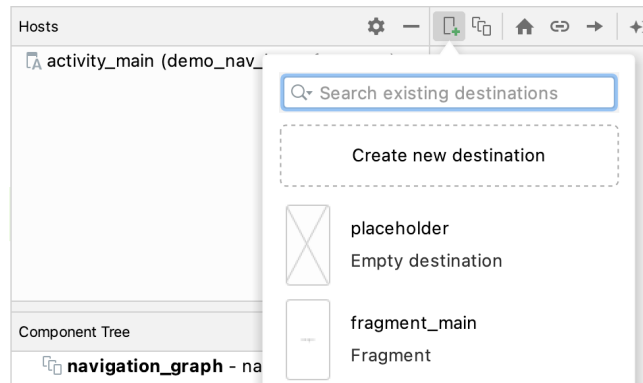 Hosts
activity_main (demo_nav_
Search existing destinations
Create new destination
placeholder
Empty destination
fragment_main
Fragment
Component Tree
navigation_graph - na